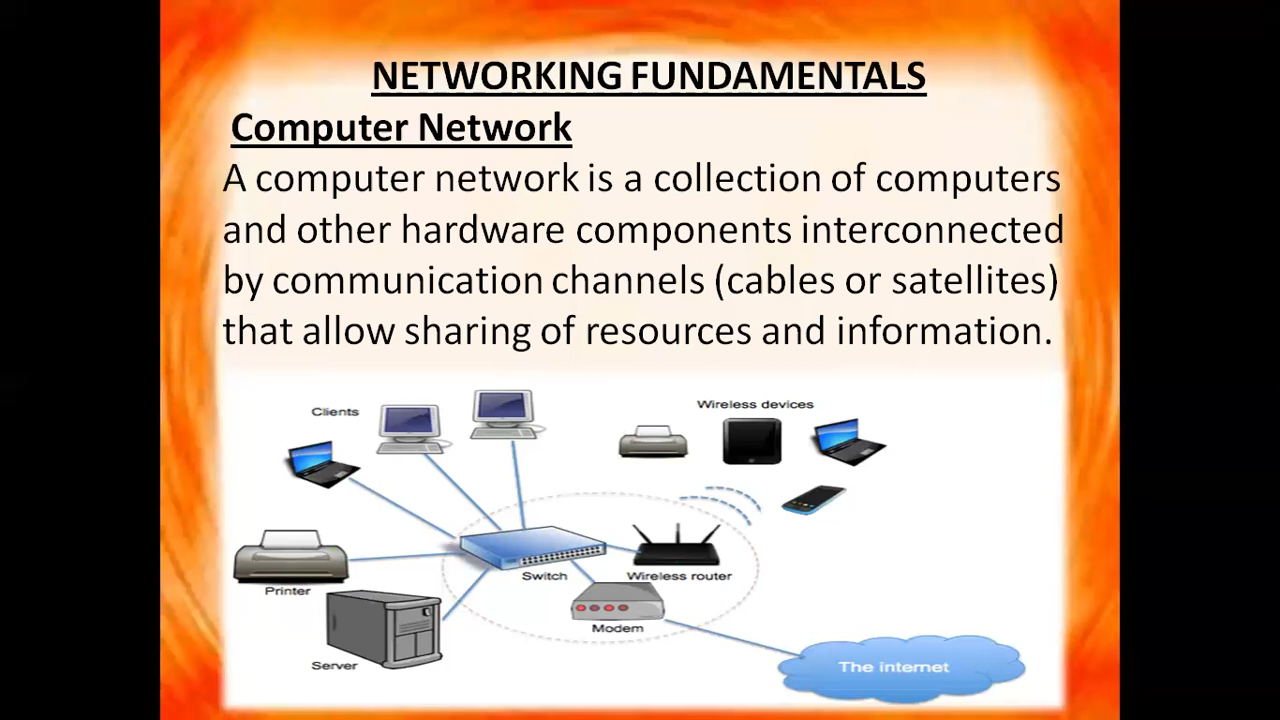 NETWORKING FUNDAMENTALS
Computer Network
A computer network is a collection of computers
and other hardware components interconnected
by communication channels (cables or satellites)
that allow sharing of resources and information.
Clients
Wireless devices
Switch
Wireless router
Printer
Modem
Server
The internet